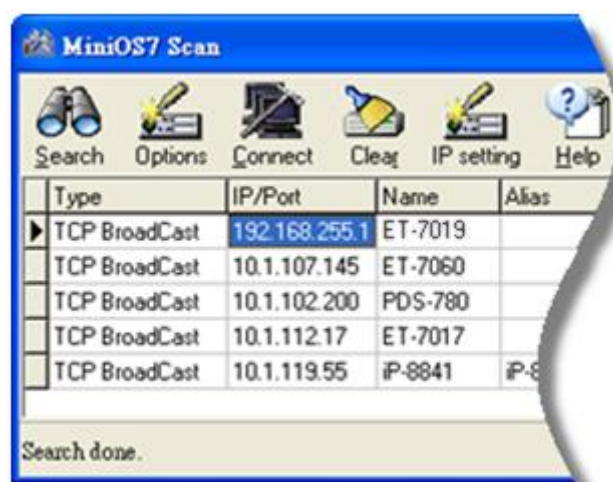 MiniOS7 Scan
Search Options Connect Clear IP setting Help
Type IP/Port Name Alias
TCP BroadCast 192.168.255.1 ET-7019
TCP BroadCast 10.1.107.145 ET-7060
TCP BroadCast 10.1.102.200 PDS-780
TCP BroadCast 10.1.112.17 ET-7017
TCP BroadCast 10.1.119.55 iP-8841 iP-8
Search done.